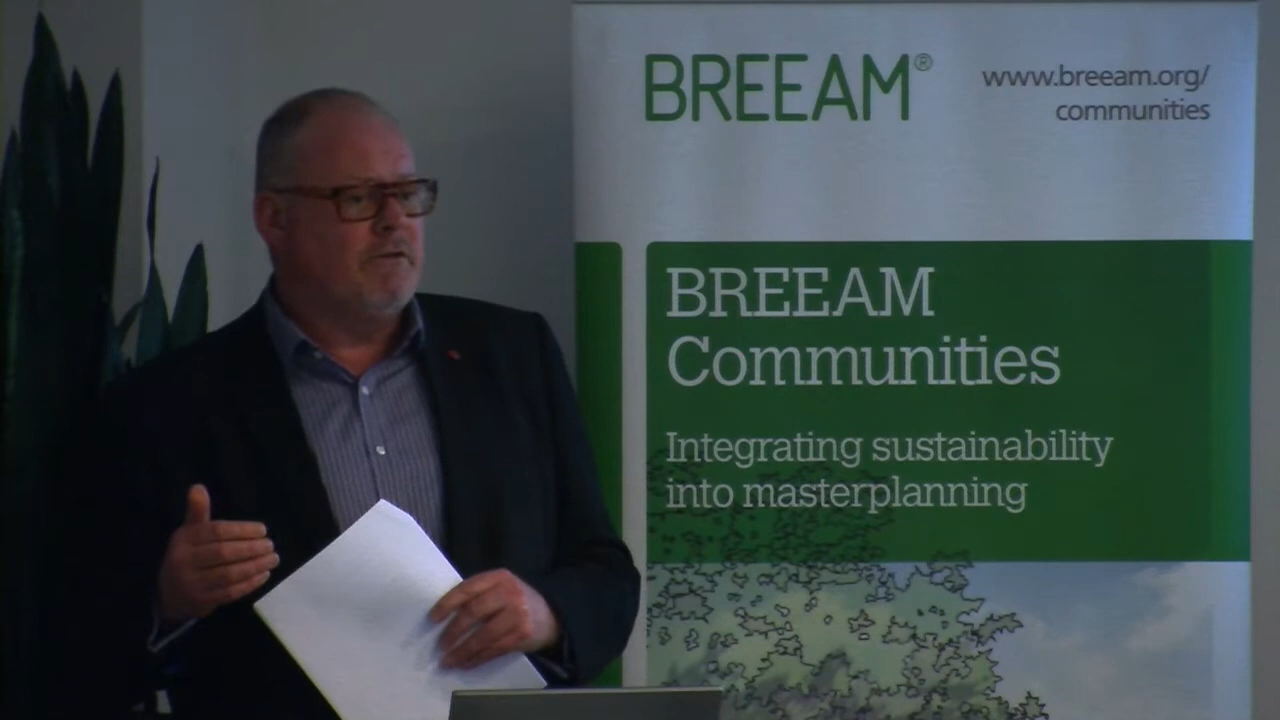 BREEAM®
www.breeam.org/
communities
BREEAM
Communities
Integrating sustainability
into masterplanning